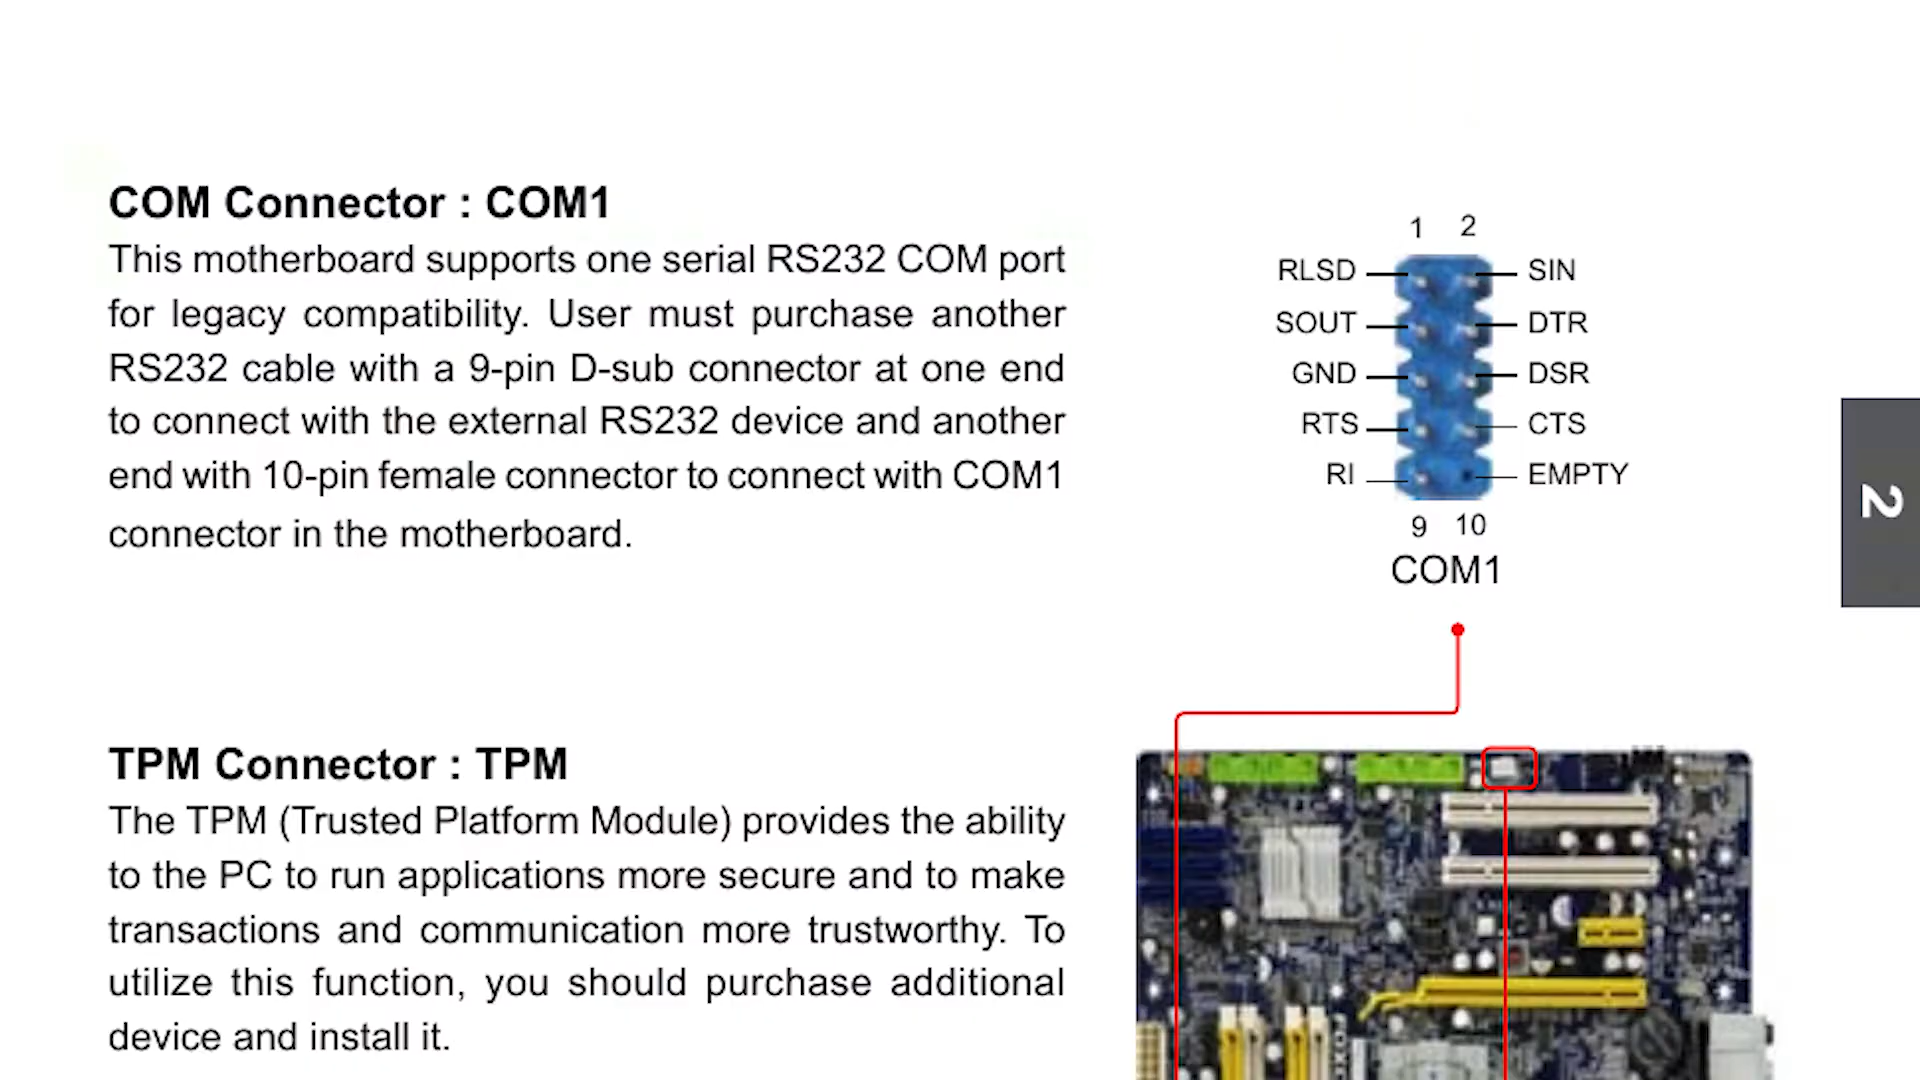 COM Connector : COM1
This motherboard supports one serial RS232 COM port
for legacy compatibility. User must purchase another
RS232 cable with a 9-pin D-sub connector at one end
to connect with the external RS232 device and another
end with 10-pin female connector to connect with COM1
connector in the motherboard.
1 2
RLSD SIN
SOUT DTR
GND DSR
RTS CTS
RI EMPTY
9 10
COM1
2
TPM Connector : TPM
The TPM (Trusted Platform Module) provides the ability
to the PC to run applications more secure and to make
transactions and communication more trustworthy. To
utilize this function, you should purchase additional
device and install it.